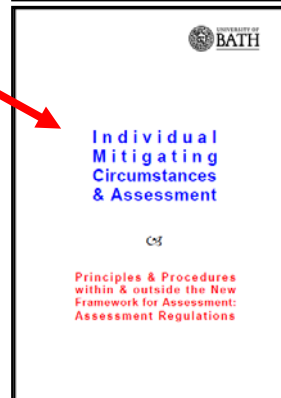 UNIVERSITY OF
BATH
Individual
Mitigating
Circumstances
& Assessment
Principles & Procedures
within & outside the New
Framework for Assessment:
Assessment Regulations